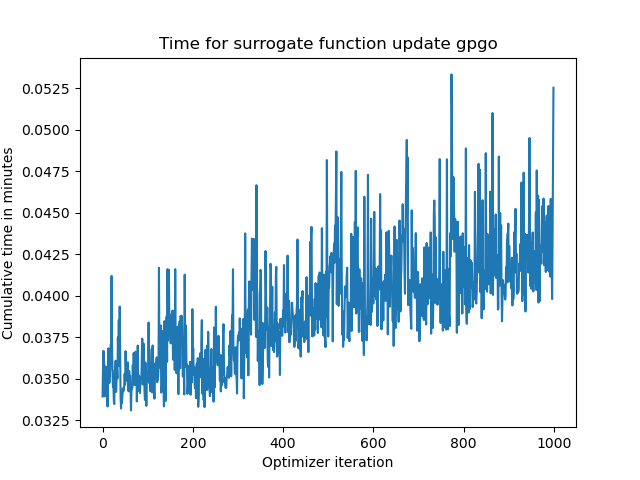 Time for surrogate function update gpgo
Cumulative time in minutes
0.0525
0.0500
0.0475
0.0450
0.0425
0.0400
0.0375
0.0350
0.0325
0 200 400 600 800 1000
Optimizer iteration